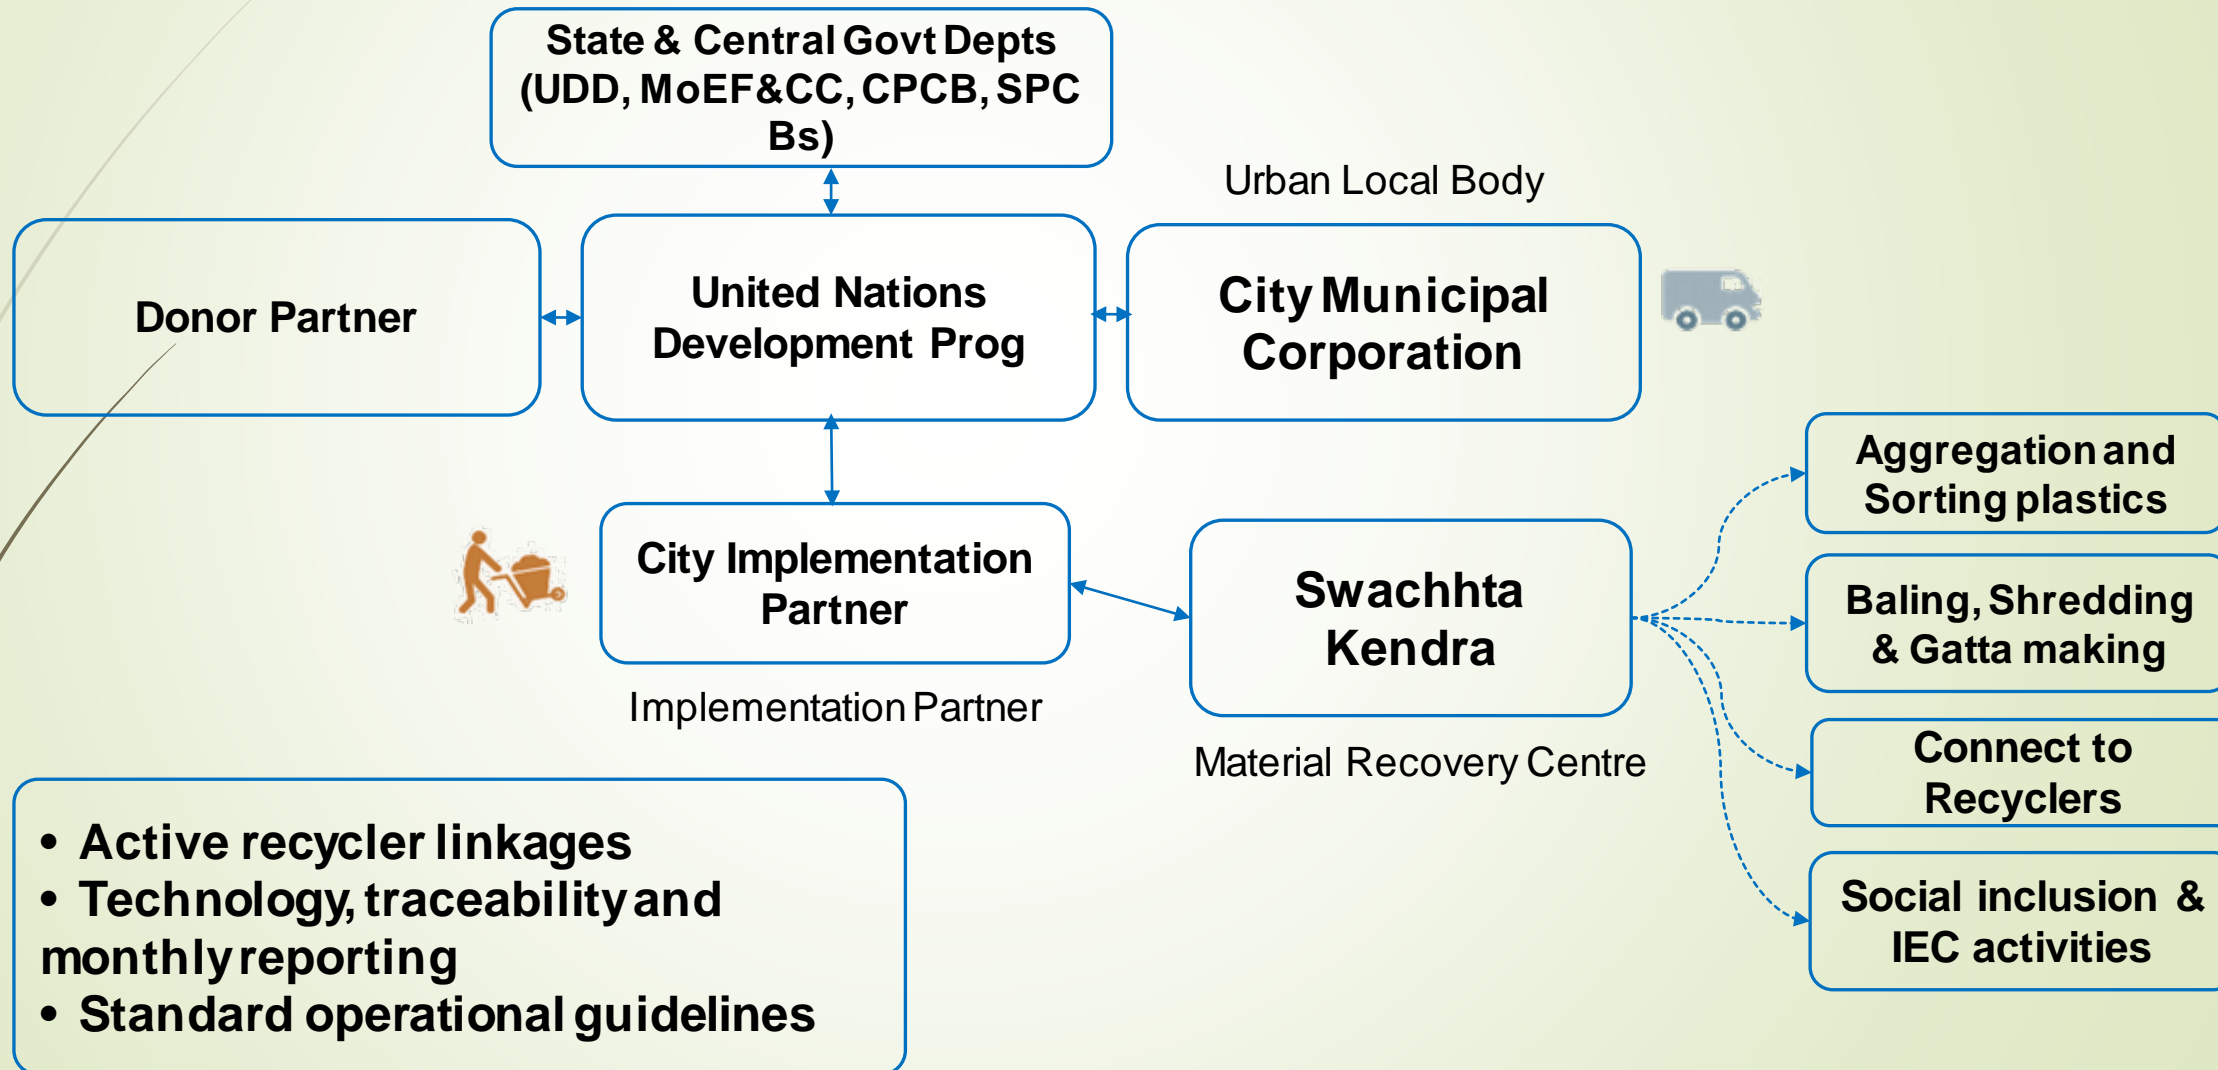 State & Central Govt Depts
(UDD, MoEF&CC, CPCB, SPC
Bs)
Urban Local Body
Donor Partner
United Nations
Development Prog
City Municipal
Corporation
City Implementation
Partner
Implementation Partner
Swachhta
Kendra
Material Recovery Centre
Aggregation and
Sorting plastics
Baling, Shredding
& Gatta making
Connect to
Recyclers
Social inclusion &
IEC activities
• Active recycler linkages
• Technology, traceability and
monthly reporting
• Standard operational guidelines